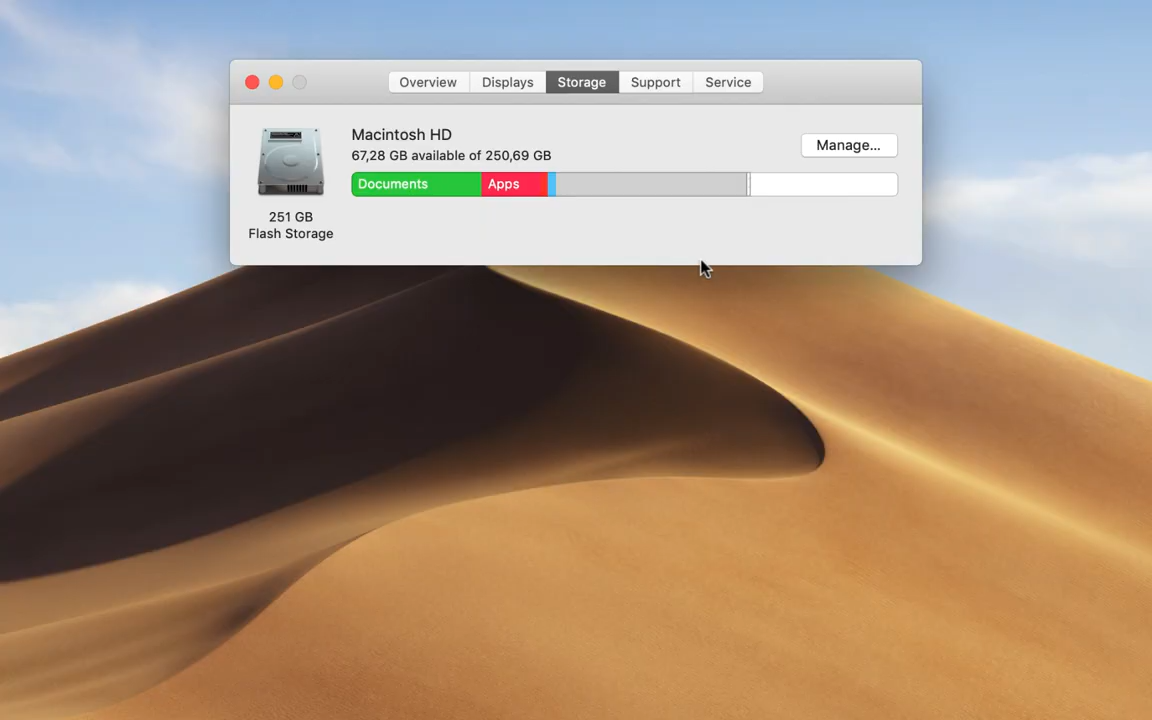 Overview Displays Storage Support Service
Macintosh HD
67,28 GB available of 250,69 GB
Manage...
Documents Apps
251 GB
Flash Storage